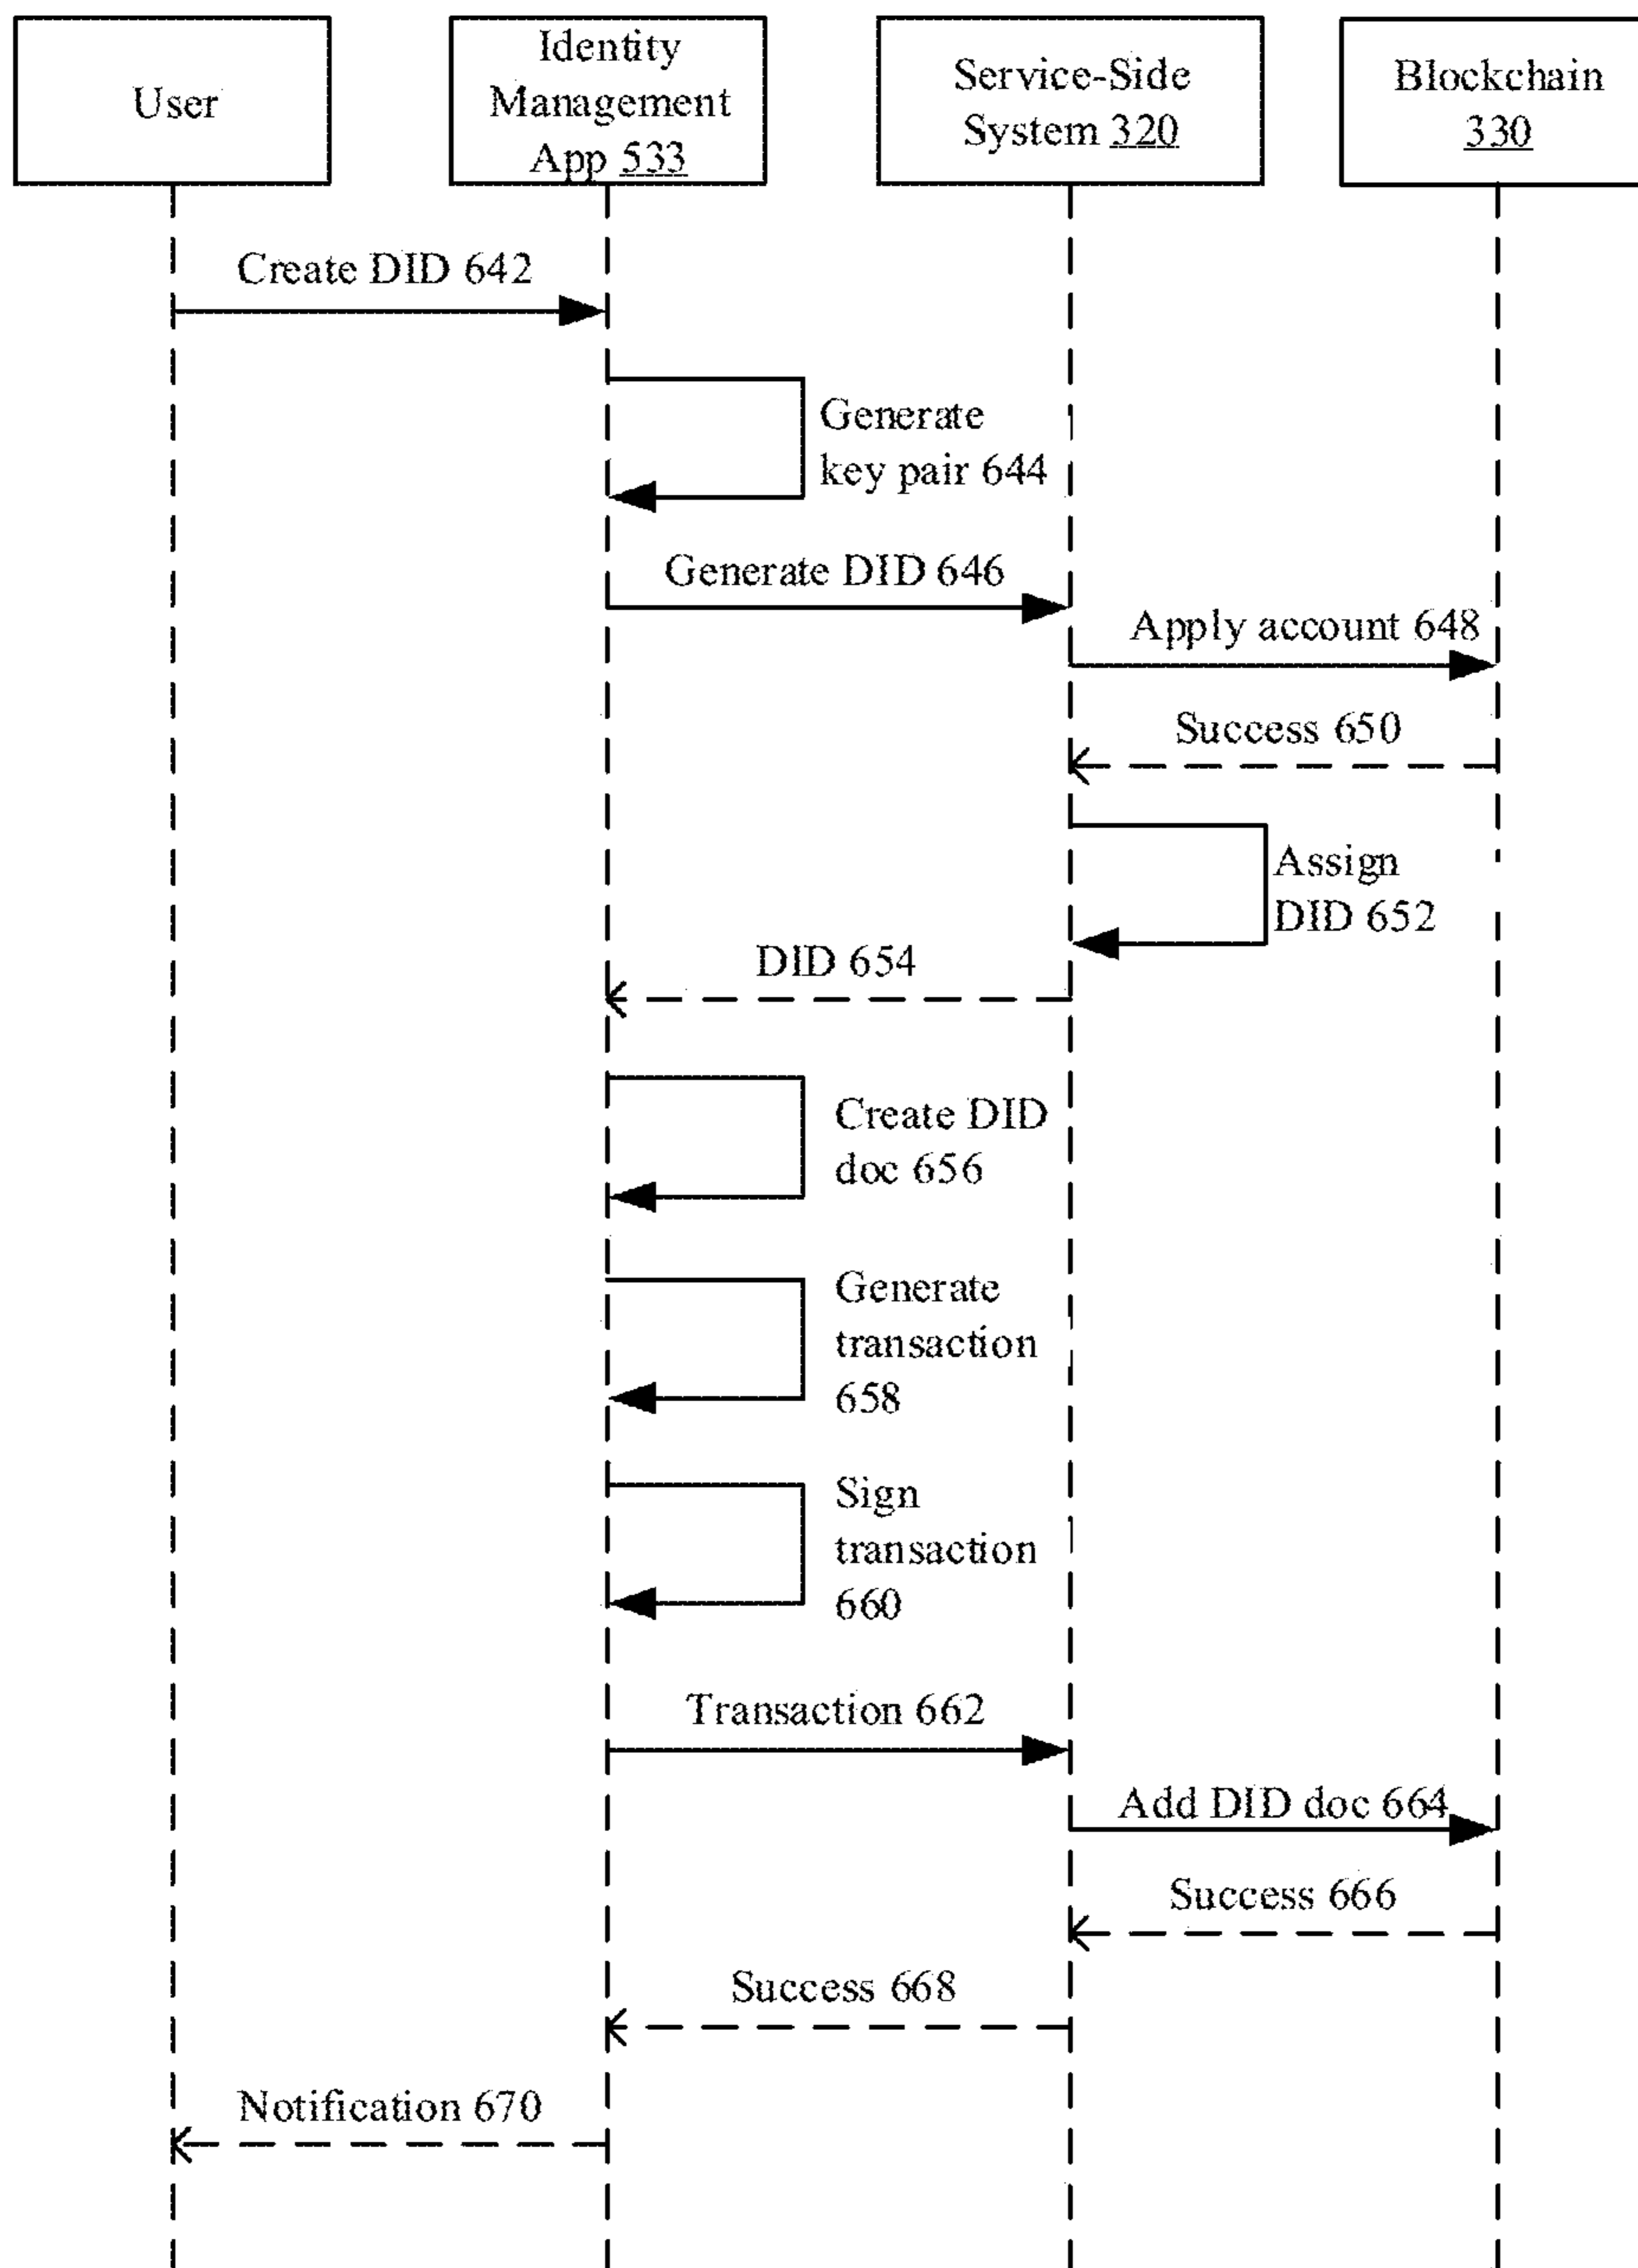 User
Identity
Management
App 533
Service-Side
System 320
Blockchain
330
Create DID 642
Generate
key pair 644
Generate DID 646
Apply account 648
Success 650
Assign
DID 652
DID 654
Create DID
doc 656
Generate
transaction
658
Sign
transaction
660
Transaction 662
Add DID doc 664
Success 666
Success 668
Notification 670